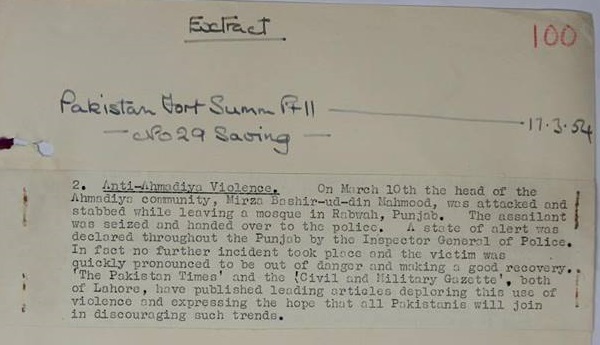 Extract
100
Pakistan Fort Summ Pt II 17.3.54
No 29 Saving
2. Anti-Ahmadiya Violence. On March 10th the head of the
Ahmadiya community, Mirza Bashir-ud-din Mahmood, was attacked and
stabbed while leaving a mosque in Rabwah, Punjab. The assailant
was seized and handed over to the police. A state of alert was
declared throughout the Punjab by the Inspector General of Police.
In fact no further incident took place and the victim was
quickly pronounced to be out of danger and making a good recovery.
'The Pakistan Times' and the 'Civil and Military Gazette', both
of Lahore, have published leading articles deploring this use of
violence and expressing the hope that all Pakistanis will join
in discouraging such trends.